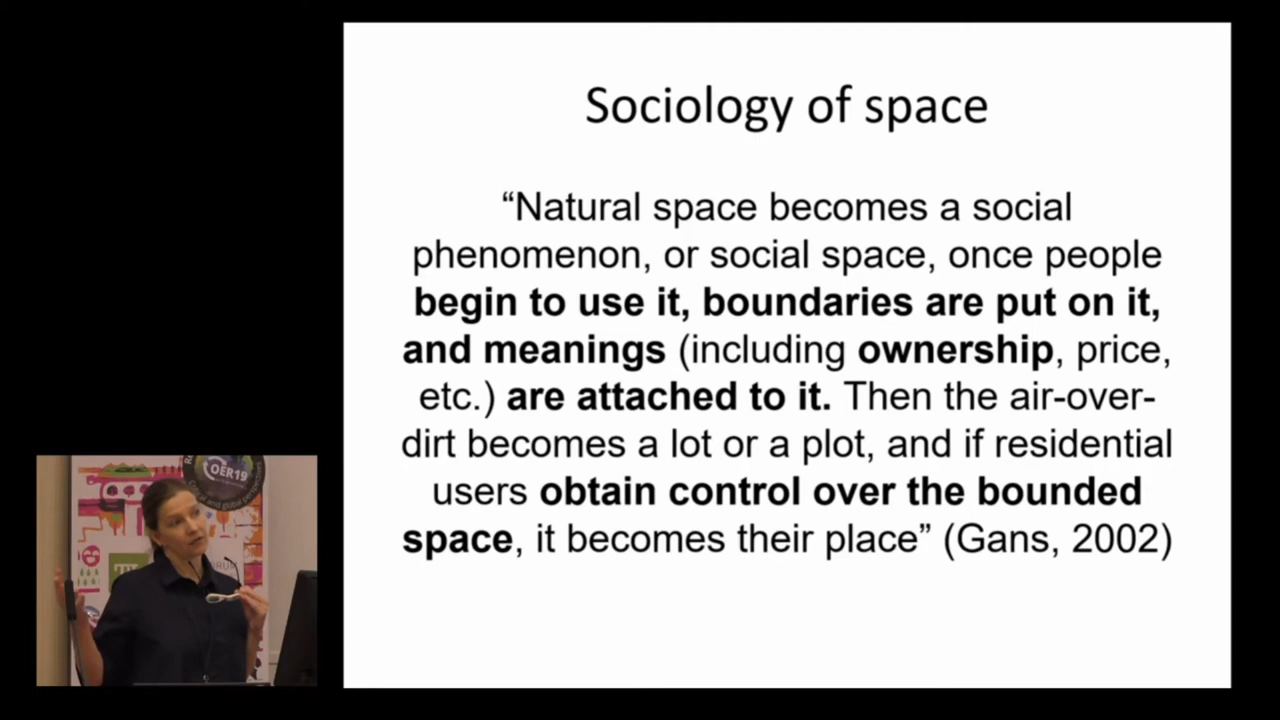 Sociology of space
“Natural space becomes a social
phenomenon, or social space, once people
begin to use it, boundaries are put on it,
and meanings (including ownership, price,
etc.) are attached to it. Then the air-over-
dirt becomes a lot or a plot, and if residential
users obtain control over the bounded
space, it becomes their place” (Gans, 2002)
OER19